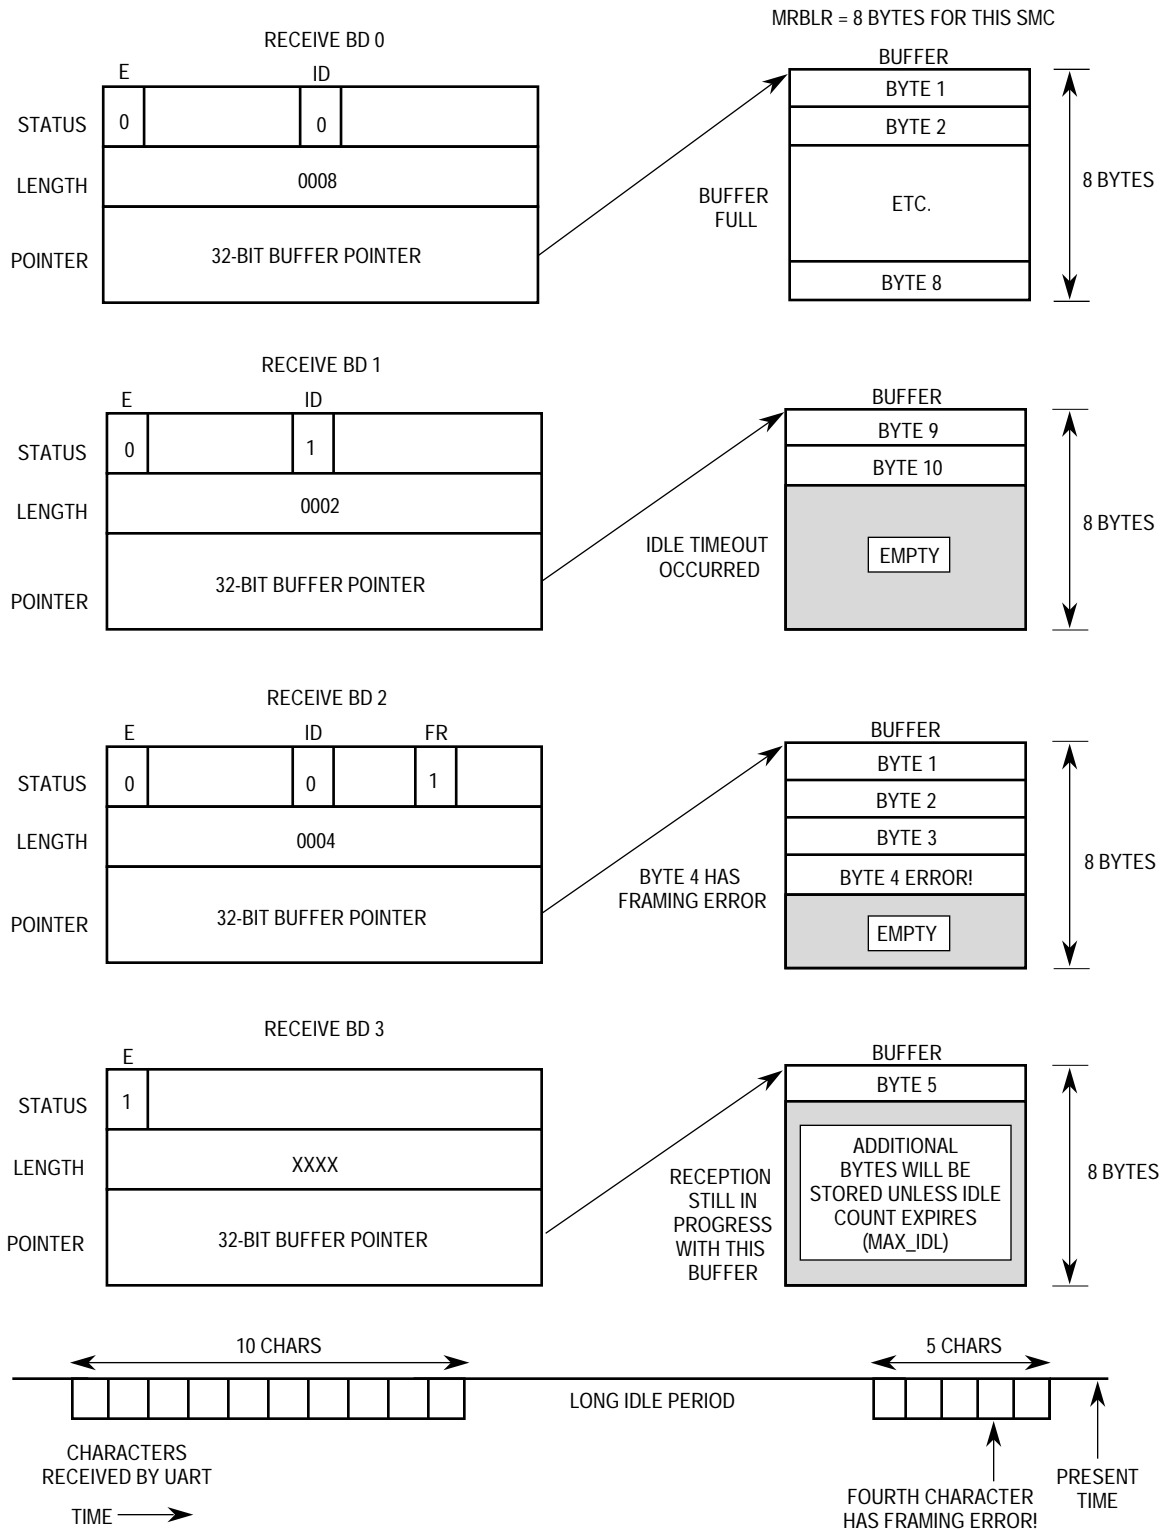 MRBLR = 8 BYTES FOR THIS SMC
RECEIVE BD 0
E ID
STATUS 0 0
LENGTH 0008
POINTER 32-BIT BUFFER POINTER
BUFFER
BYTE 1
BYTE 2
ETC.
BYTE 8
BUFFER
FULL
8 BYTES
RECEIVE BD 1
E ID
STATUS 0 1
LENGTH 0002
POINTER 32-BIT BUFFER POINTER
BUFFER
BYTE 9
BYTE 10
EMPTY
IDLE TIMEOUT
OCCURRED
8 BYTES
RECEIVE BD 2
E ID FR
STATUS 0 0 1
LENGTH 0004
POINTER 32-BIT BUFFER POINTER
BUFFER
BYTE 1
BYTE 2
BYTE 3
BYTE 4 ERROR!
EMPTY
BYTE 4 HAS
FRAMING ERROR
8 BYTES
RECEIVE BD 3
E
STATUS 1
LENGTH XXXX
POINTER 32-BIT BUFFER POINTER
BUFFER
BYTE 5
ADDITIONAL
BYTES WILL BE
STORED UNLESS IDLE
COUNT EXPIRES
(MAX_IDL)
RECEPTION
STILL IN
PROGRESS
WITH THIS
BUFFER
8 BYTES
10 CHARS
5 CHARS
LONG IDLE PERIOD
CHARACTERS
RECEIVED BY UART
TIME
FOURTH CHARACTER
HAS FRAMING ERROR!
PRESENT
TIME